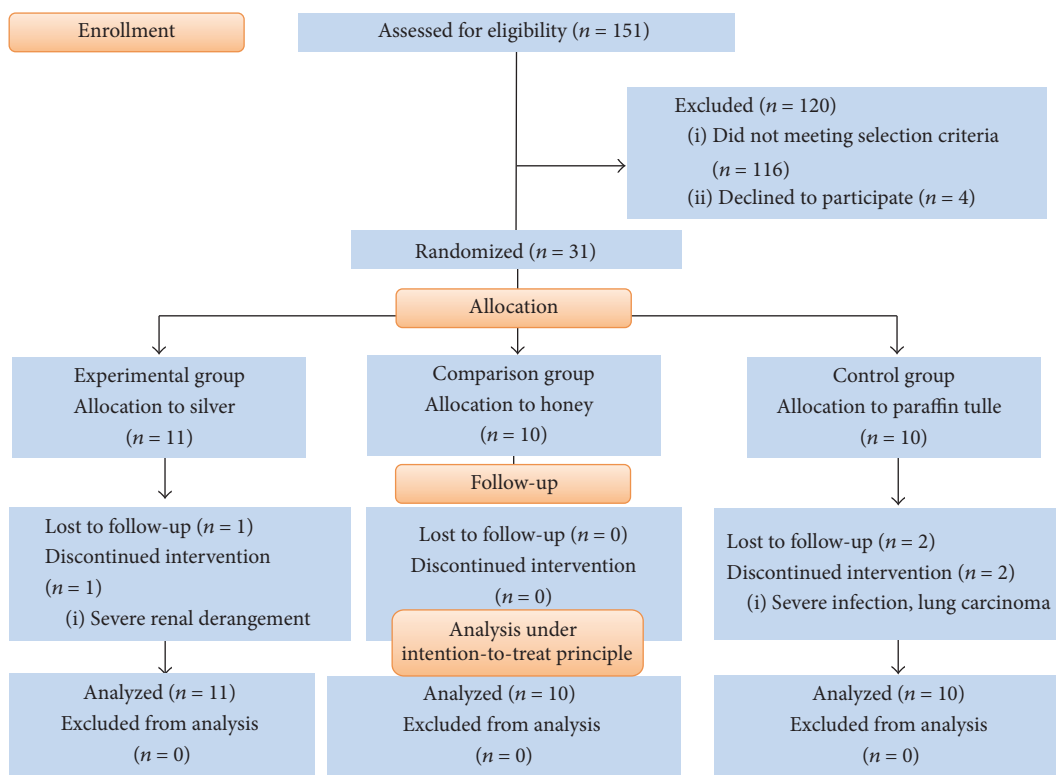 Enrollment
Assessed for eligibility (n = 151)
Excluded (n = 120)
(i) Did not meeting selection criteria
(n = 116)
(ii) Declined to participate (n = 4)
Randomized (n = 31)
Allocation
Experimental group
Allocation to silver
(n = 11)
Comparison group
Allocation to honey
(n = 10)
Control group
Allocation to paraffin tulle
(n = 10)
Follow-up
Lost to follow-up (n = 1)
Discontinued intervention
(n = 1)
(i) Severe renal derangement
Lost to follow-up (n = 0)
Discontinued intervention
(n = 0)
Lost to follow-up (n = 2)
Discontinued intervention (n = 2)
(i) Severe infection, lung carcinoma
Analysis under
intention-to-treat principle
Analyzed (n = 11)
Excluded from analysis
(n = 0)
Analyzed (n = 10)
Excluded from analysis
(n = 0)
Analyzed (n = 10)
Excluded from analysis
(n = 0)